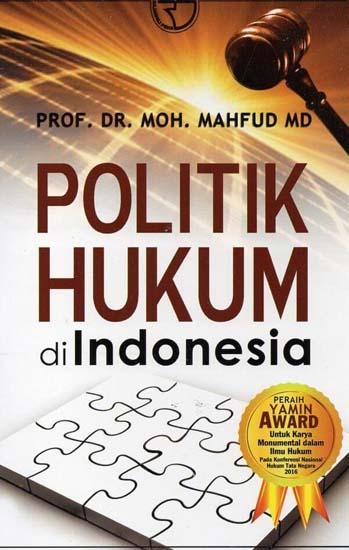 PROF. DR. MOH. MAHFUD MD
POLITIK
HUKUM
di Indonesia
PERAIH
YAMIN
AWARD
Untuk Karya
Monumental dalam
Ilmu Hukum
Pada Konferensi Nasional
Hukum Tata Negara
2016